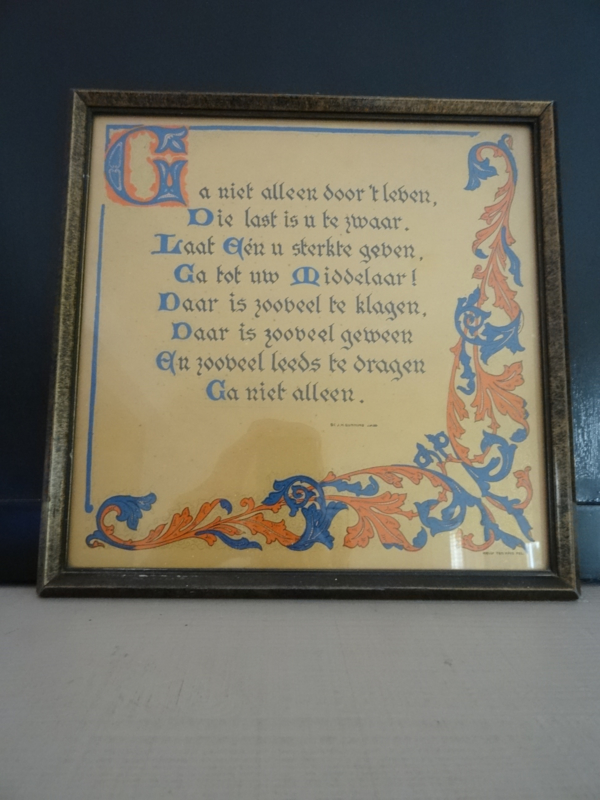 Ga niet alleen door 't leven,
Die last is u te zwaar.
Laat Eén u sterkte geven,
Ga tot uw Middelaar!
Daar is zooveel te klagen,
Daar is zooveel geween
En zooveel leeds te dragen
Ga niet alleen.